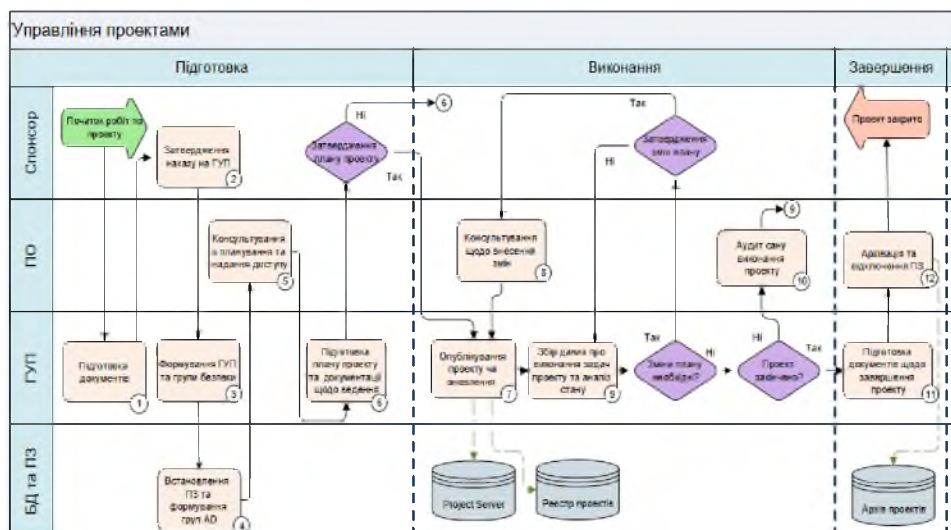 Управління проектами
Підготовка
Виконання
Завершення
Спонсор
Початок робіт по
проекту
Затвердження
наказу на ГУП
2
Ні
6
Затвердження
плану проекту
Так
Так
Затвердження
змін плану
Ні
Проект закрито
ПО
Консультування
з планування та
надання доступу
5
Консультування
щодо внесення
змін
8
9
Аудит сану
виконання
проекту
10
Архівація та
відключення ПЗ
12
ГУП
Підготовка
документів
1
Формування ГУП
та групи безпеки
3
Підготовка
плану проекту
та документації
щодо ведення
6
Опублікування
проекту чи
оновлення
7
Збір даних про
виконання задач
проекту та аналіз
стану
9
Так
Зміни плану
необхідні?
Ні
Ні
Проект
закінчено?
Так
Підготовка
документів щодо
завершення
проекту
11
БД та ПЗ
Встановлення
ПЗ та
формування
груп AD
4
Project Server
Реєстр проектів
Архів проектів